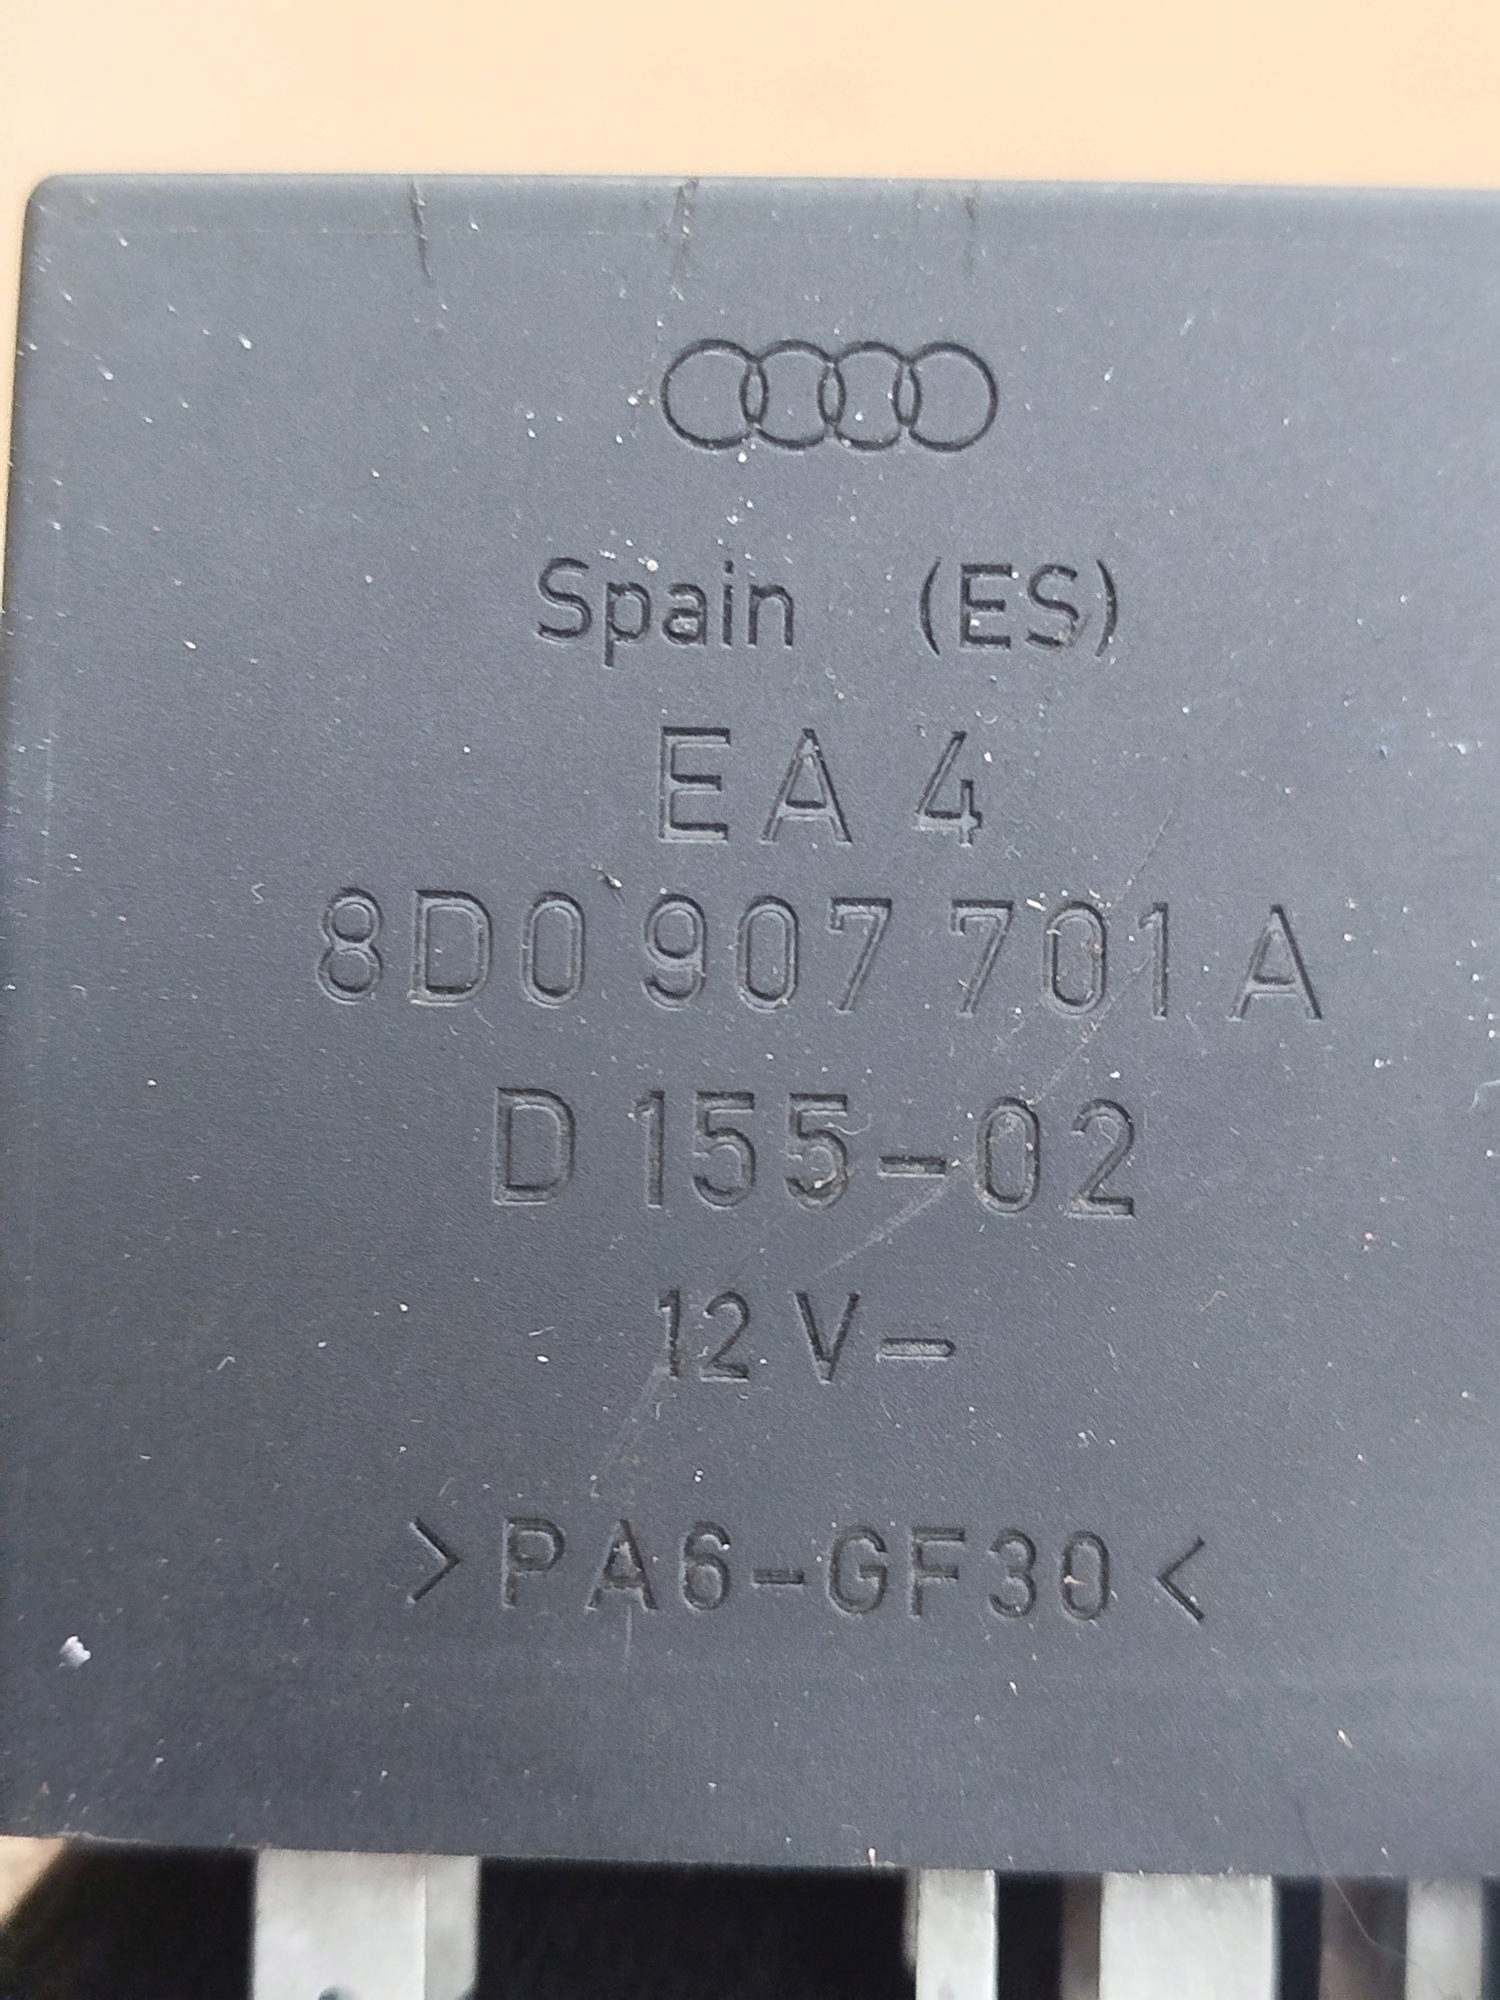 Spain (ES)
EA 4
8D0 907 701 A
D 155-02
12 V-
>PA6-GF30<